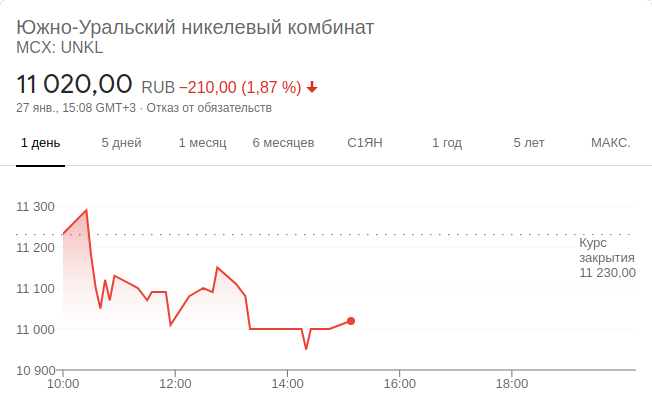 Южно-Уральский никелевый комбинат
MCX: UNKL
11 020,00 RUB −210,00 (1,87 %)
27 янв., 15:08 GMT+3 · Отказ от обязательств
1 день 5 дней 1 месяц 6 месяцев С1ЯН 1 год 5 лет МАКС.
11 300
Курс
11 200
закрытия
11 230,00
11 100
11 000
10 900
10:00 12:00 14:00 16:00 18:00